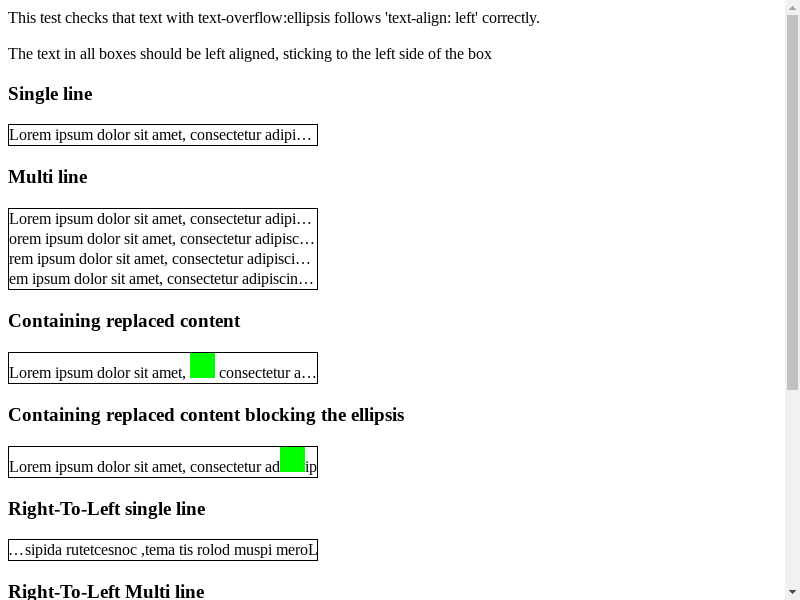 This test checks that text with text-overflow:ellipsis follows 'text-align: left' correctly.
The text in all boxes should be left aligned, sticking to the left side of the box
Single line
Lorem ipsum dolor sit amet, consectetur adipi…
Multi line
Lorem ipsum dolor sit amet, consectetur adipi…
orem ipsum dolor sit amet, consectetur adipisc…
rem ipsum dolor sit amet, consectetur adipisci…
em ipsum dolor sit amet, consectetur adipiscin…
Containing replaced content
Lorem ipsum dolor sit amet, consectetur a…
Containing replaced content blocking the ellipsis
Lorem ipsum dolor sit amet, consectetur ad ip
Right-To-Left single line
…sipida rutetcesnoc ,tema tis rolod muspi meroL
Right-To-Left Multi line